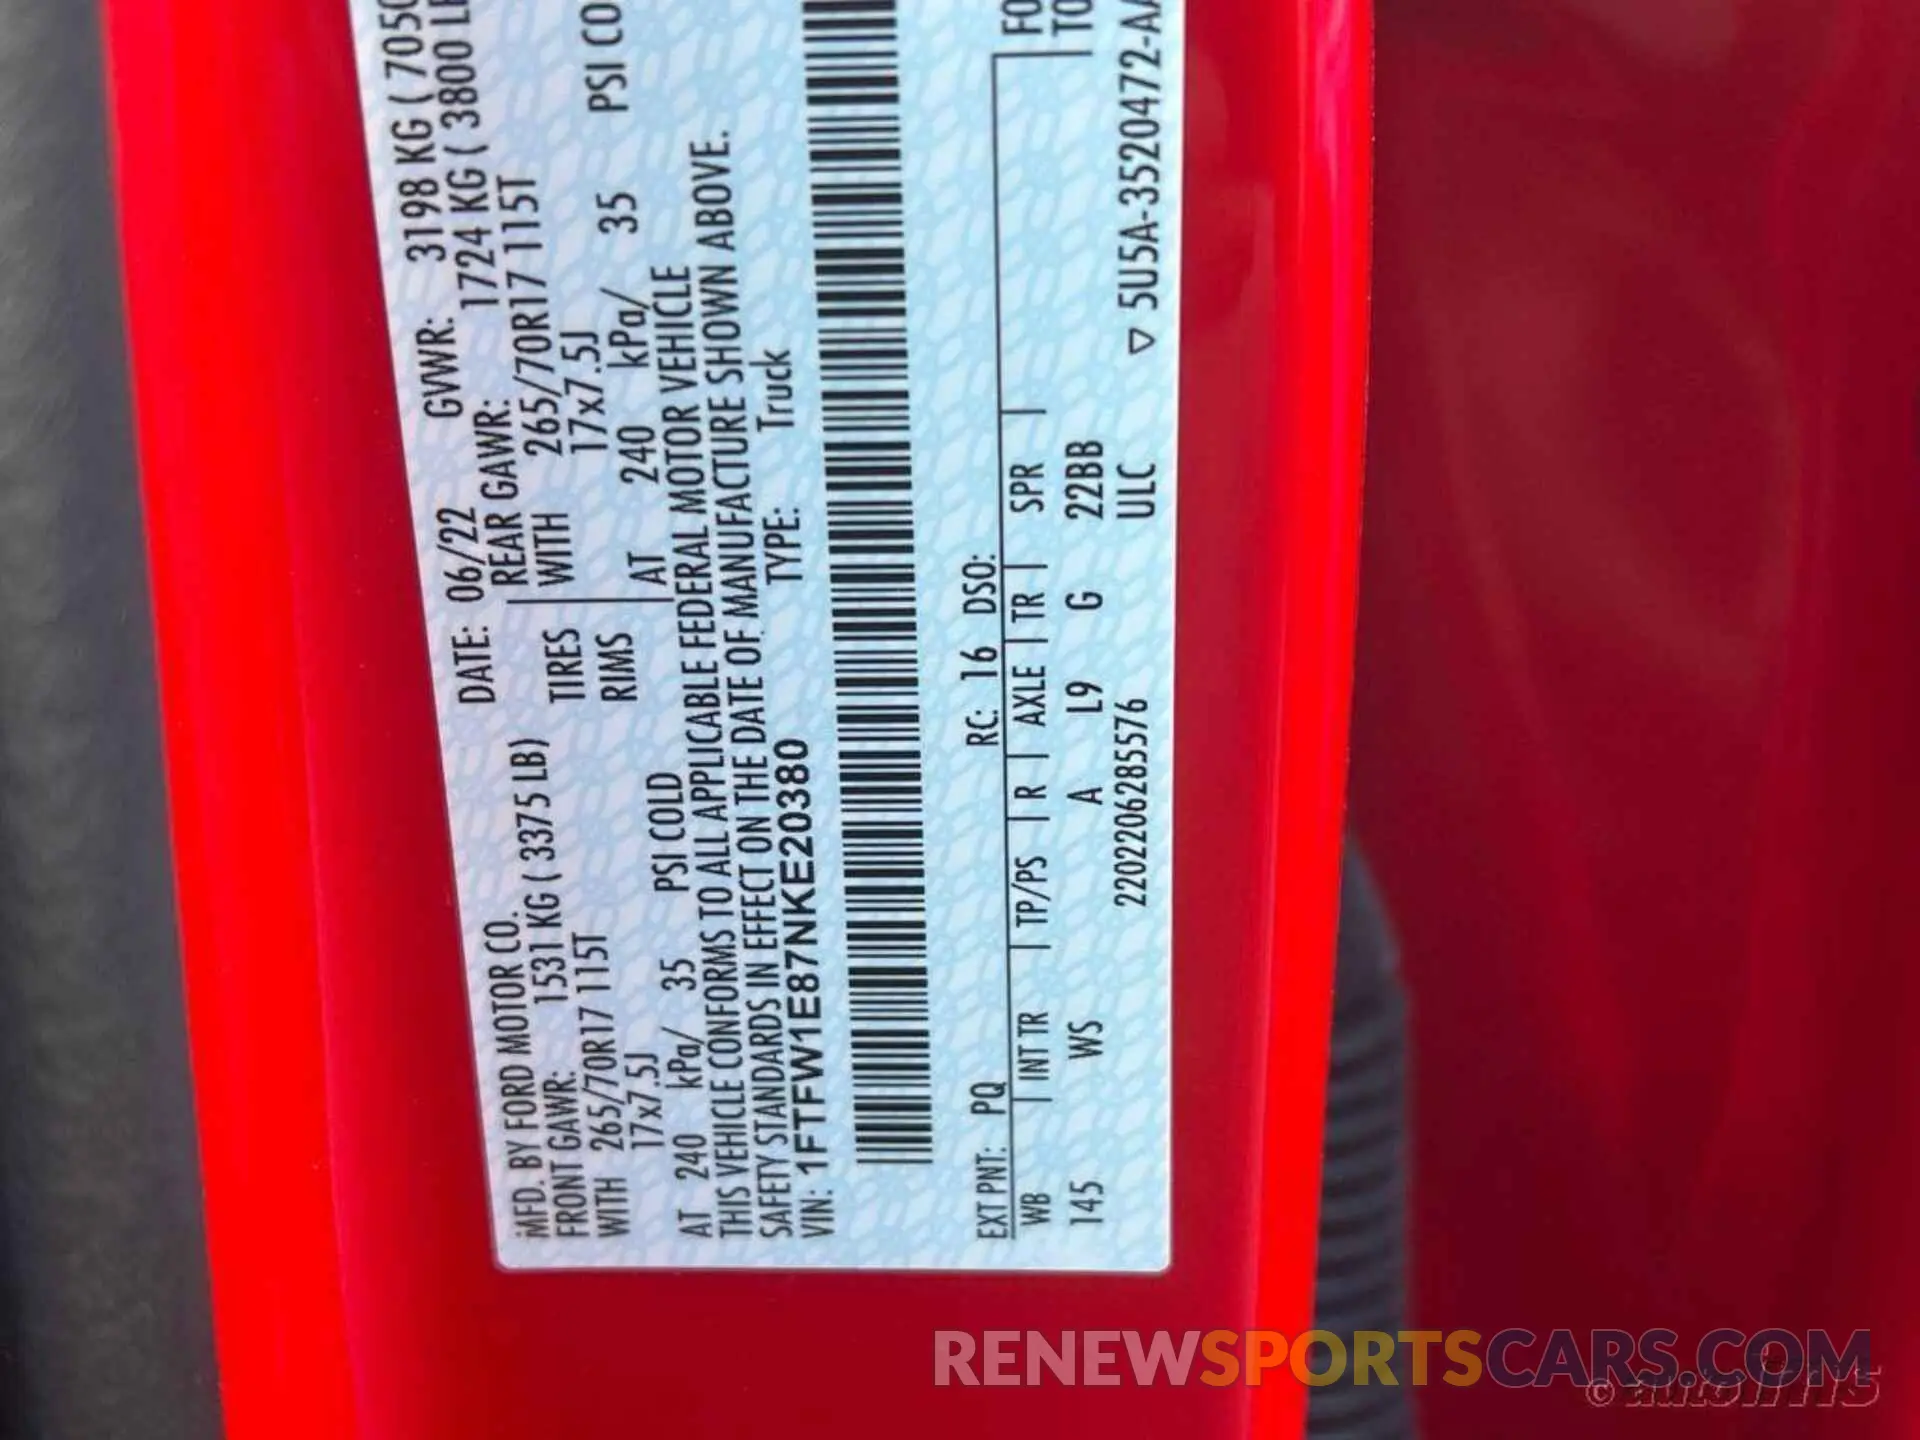 MFD. BY FORD MOTOR CO.
DATE: 06/22 GVWR: 3198 KG ( 7050
FRONT GAWR: 1531 KG ( 3375 LB) REAR GAWR: 1724 KG ( 3800 LB
WITH 265/70R17 115T TIRES WITH 265/70R17 115T
17x7.5J RIMS 17x7.5J
AT 240 kPa/ 35 PSI COLD AT 240 kPa/ 35 PSI CO
THIS VEHICLE CONFORMS TO ALL APPLICABLE FEDERAL MOTOR VEHICLE
SAFETY STANDARDS IN EFFECT ON THE DATE OF MANUFACTURE SHOWN ABOVE.
VIN: 1FTFW1E87NKE20380 TYPE: Truck
EXT PNT: PQ RC: 16 DSO:
WB | INT TR | TP/PS | R | AXLE | TR | SPR | F0
145 WS A L9 G 22BB T0
2202206285576 ULC ▽ 5U5A-3520472-AA
RENEWSPORTSCARS.COM
© autoIMS